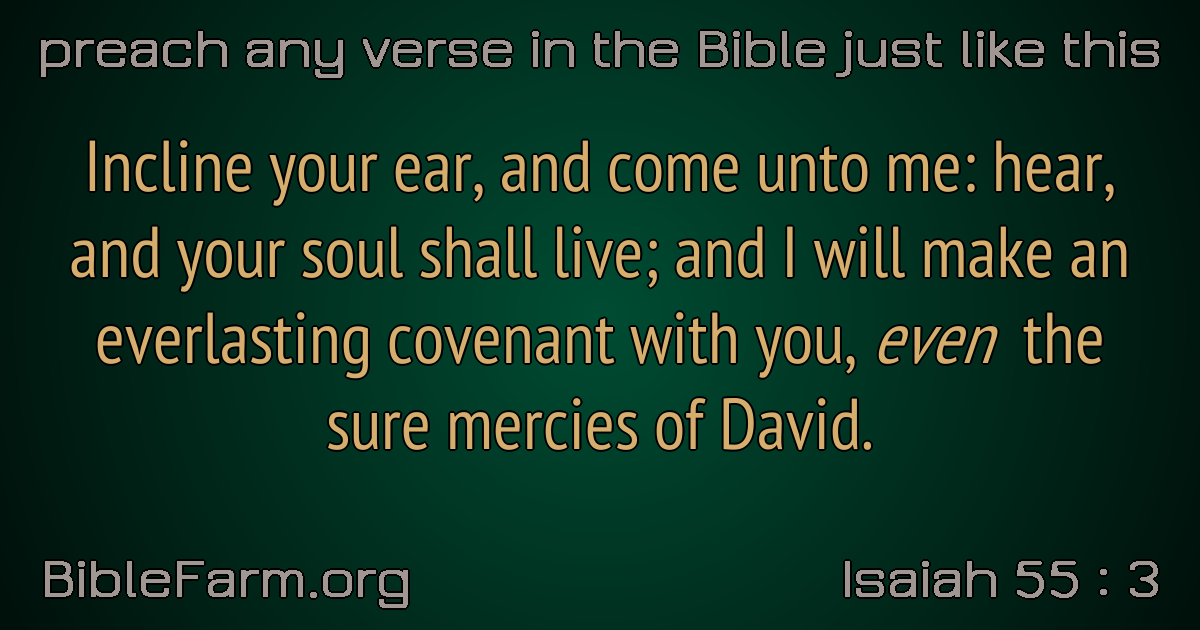 preach any verse in the Bible just like this
Incline your ear, and come unto me: hear,
and your soul shall live; and I will make an
everlasting covenant with you, even the
sure mercies of David.
BibleFarm.org
Isaiah 55 : 3